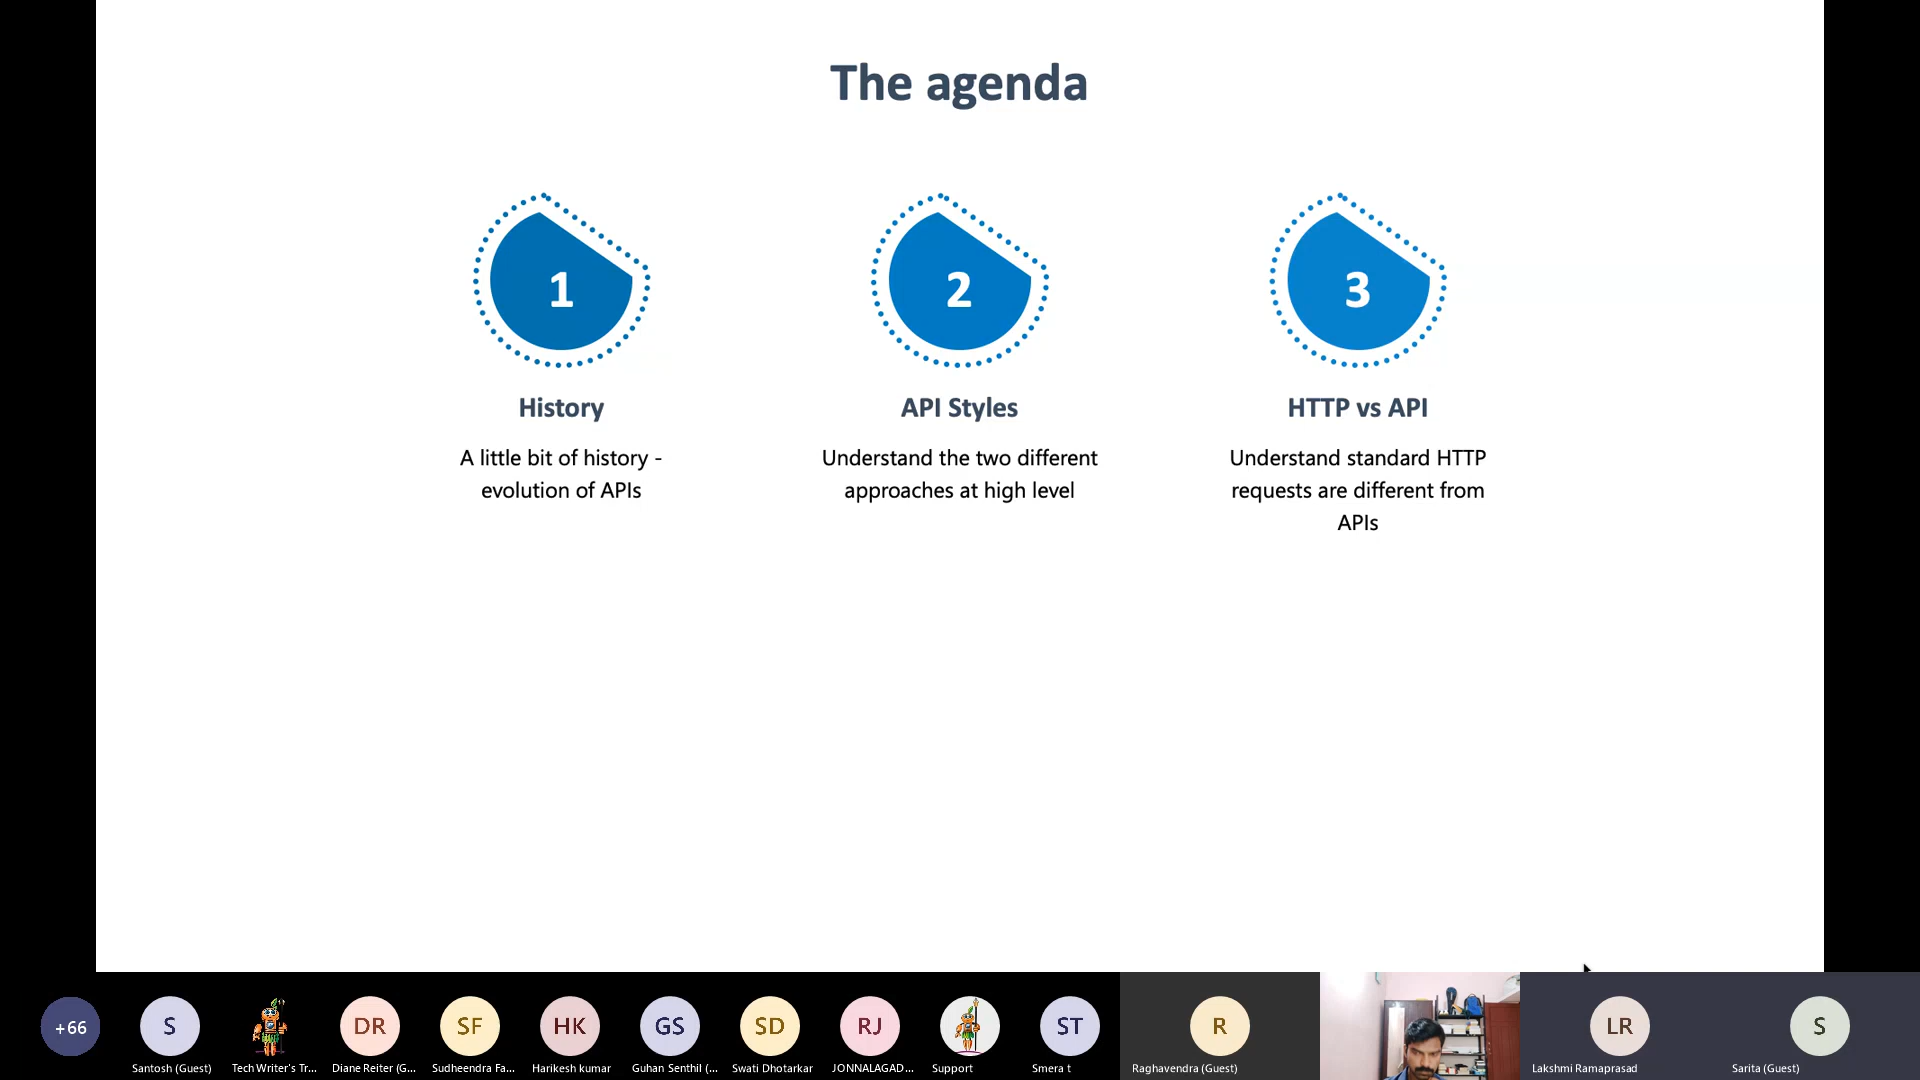 The agenda
1
2
3
History
API Styles
HTTP vs API
A little bit of history -
evolution of APIs
Understand the two different
approaches at high level
Understand standard HTTP
requests are different from
APIs
+66
S
DR
SF
HK
GS
SD
RJ
ST
R
LR
S
Santosh (Guest)
Tech Writer's Tr...
Diane Reiter (G...
Sudheendra Fa...
Harikesh kumar
Guhan Senthil (...
Swati Dhotarkar
JONNALAGAD...
Support
Smera t
Raghavendra (Guest)
Lakshmi Ramaprasad
Sarita (Guest)